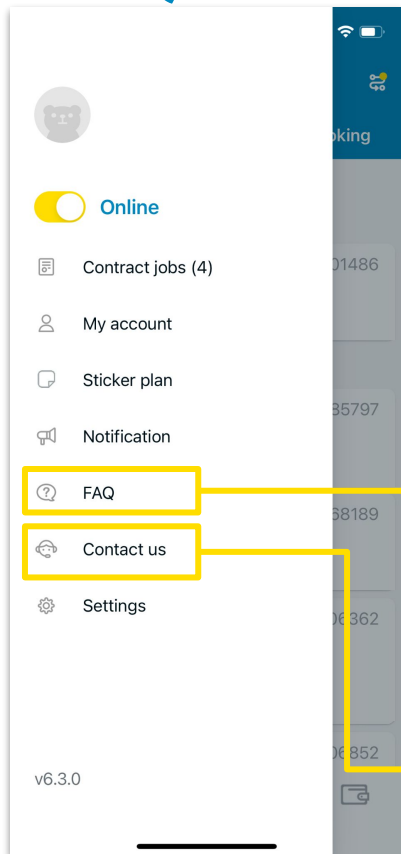 oking
Online
Contract jobs (4)
01486
My account
Sticker plan
35797
Notification
FAQ
68189
Contact us
Settings
06362
06852
v6.3.0